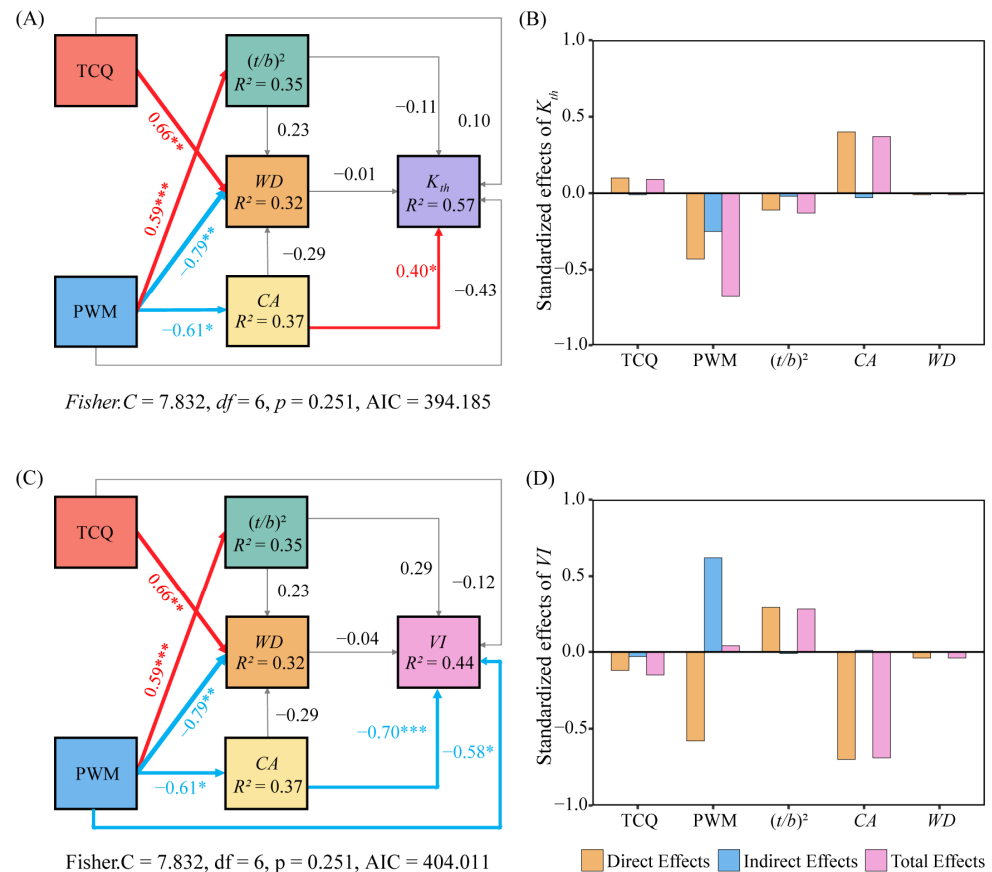 (A)
TCQ
(t/b)²
R² = 0.35
−0.11
0.10
0.66**
0.23
0.59***
WD
R² = 0.32
−0.01
K_th
R² = 0.57
−0.79**
−0.29
0.40*
−0.43
PWM
−0.61*
CA
R² = 0.37
Fisher.C = 7.832, df = 6, p = 0.251, AIC = 394.185
(B)
Standardized effects of K_th
1.0
0.5
0.0
−0.5
−1.0
TCQ PWM (t/b)² CA WD
(C)
TCQ
(t/b)²
R² = 0.35
0.29
−0.12
0.66**
0.23
0.59***
WD
R² = 0.32
−0.04
VI
R² = 0.44
−0.79**
−0.29
−0.70***
−0.58*
PWM
−0.61*
CA
R² = 0.37
Fisher.C = 7.832, df = 6, p = 0.251, AIC = 404.011
(D)
Standardized effects of VI
1.0
0.5
0.0
−0.5
−1.0
TCQ PWM (t/b)² CA WD
Direct Effects Indirect Effects Total Effects